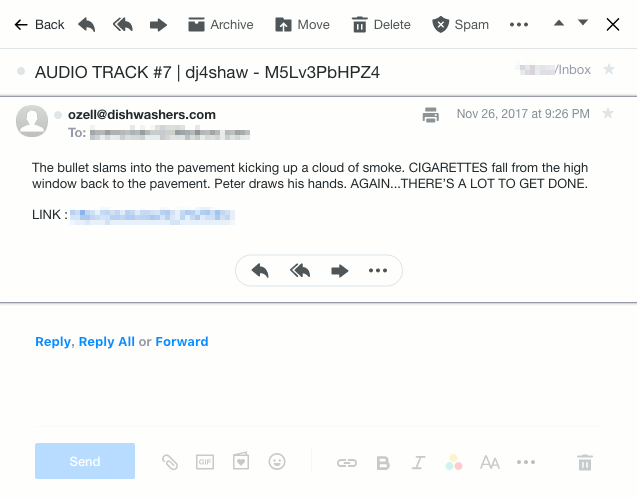 Back Archive Move Delete Spam
AUDIO TRACK #7 | dj4shaw - M5Lv3PbHPZ4
/Inbox
ozell@dishwashers.com
Nov 26, 2017 at 9:26 PM
To:
The bullet slams into the pavement kicking up a cloud of smoke. CIGARETTES fall from the high
window back to the pavement. Peter draws his hands. AGAIN...THERE'S A LOT TO GET DONE.
LINK :
Reply, Reply All or Forward
Send
GIF
B I AA